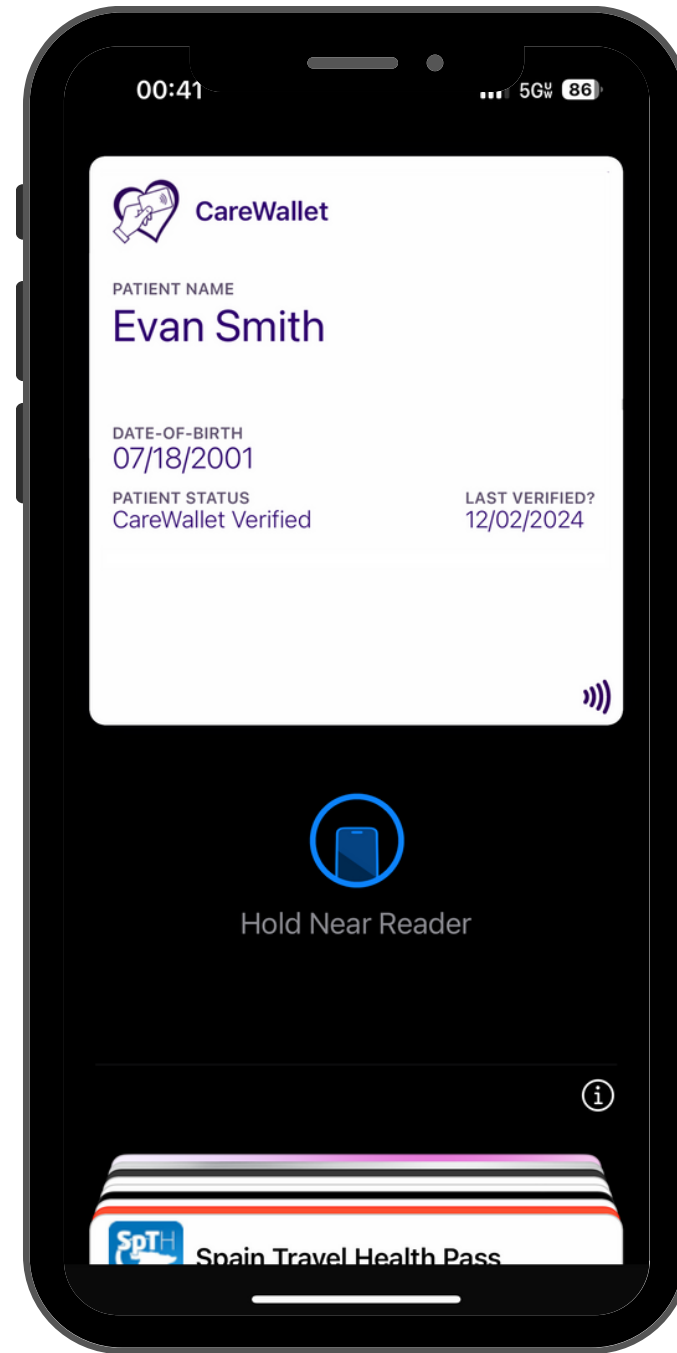 00:41 5GUW 86
CareWallet
PATIENT NAME
Evan Smith
DATE-OF-BIRTH
07/18/2001
PATIENT STATUS LAST VERIFIED?
CareWallet Verified 12/02/2024
Hold Near Reader
i
SpTH Spain Travel Health Pass